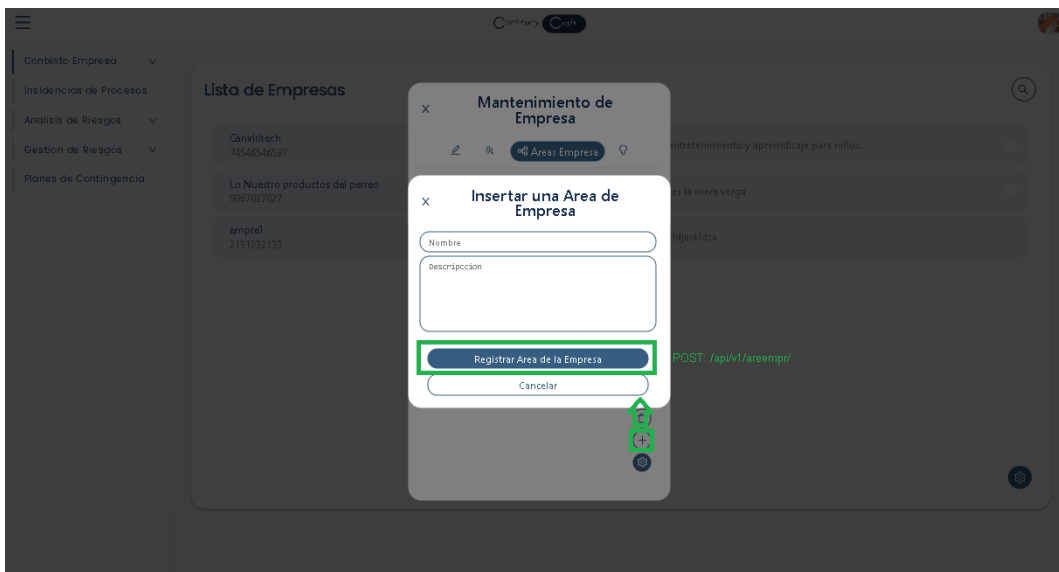 Continuity Craft
Contexto Empresa
Insidencias de Procesos
Analisis de Riesgos
Gestion de Riesgos
Planes de Contingencia
Lista de Empresas
Canviritech
74546546587
entretenimiento y apremdisaje para niños.
Lo Nuestro productos del perreo
9867827827
es la mera verga
empre1
2131232133
ldjaskldsa
Mantenimiento de
Empresa
Areas Empresa
Insertar una Area de
Empresa
Nombre
Descripccion
Registrar Area de la Empresa
POST: /api/v1/areempr/
Cancelar